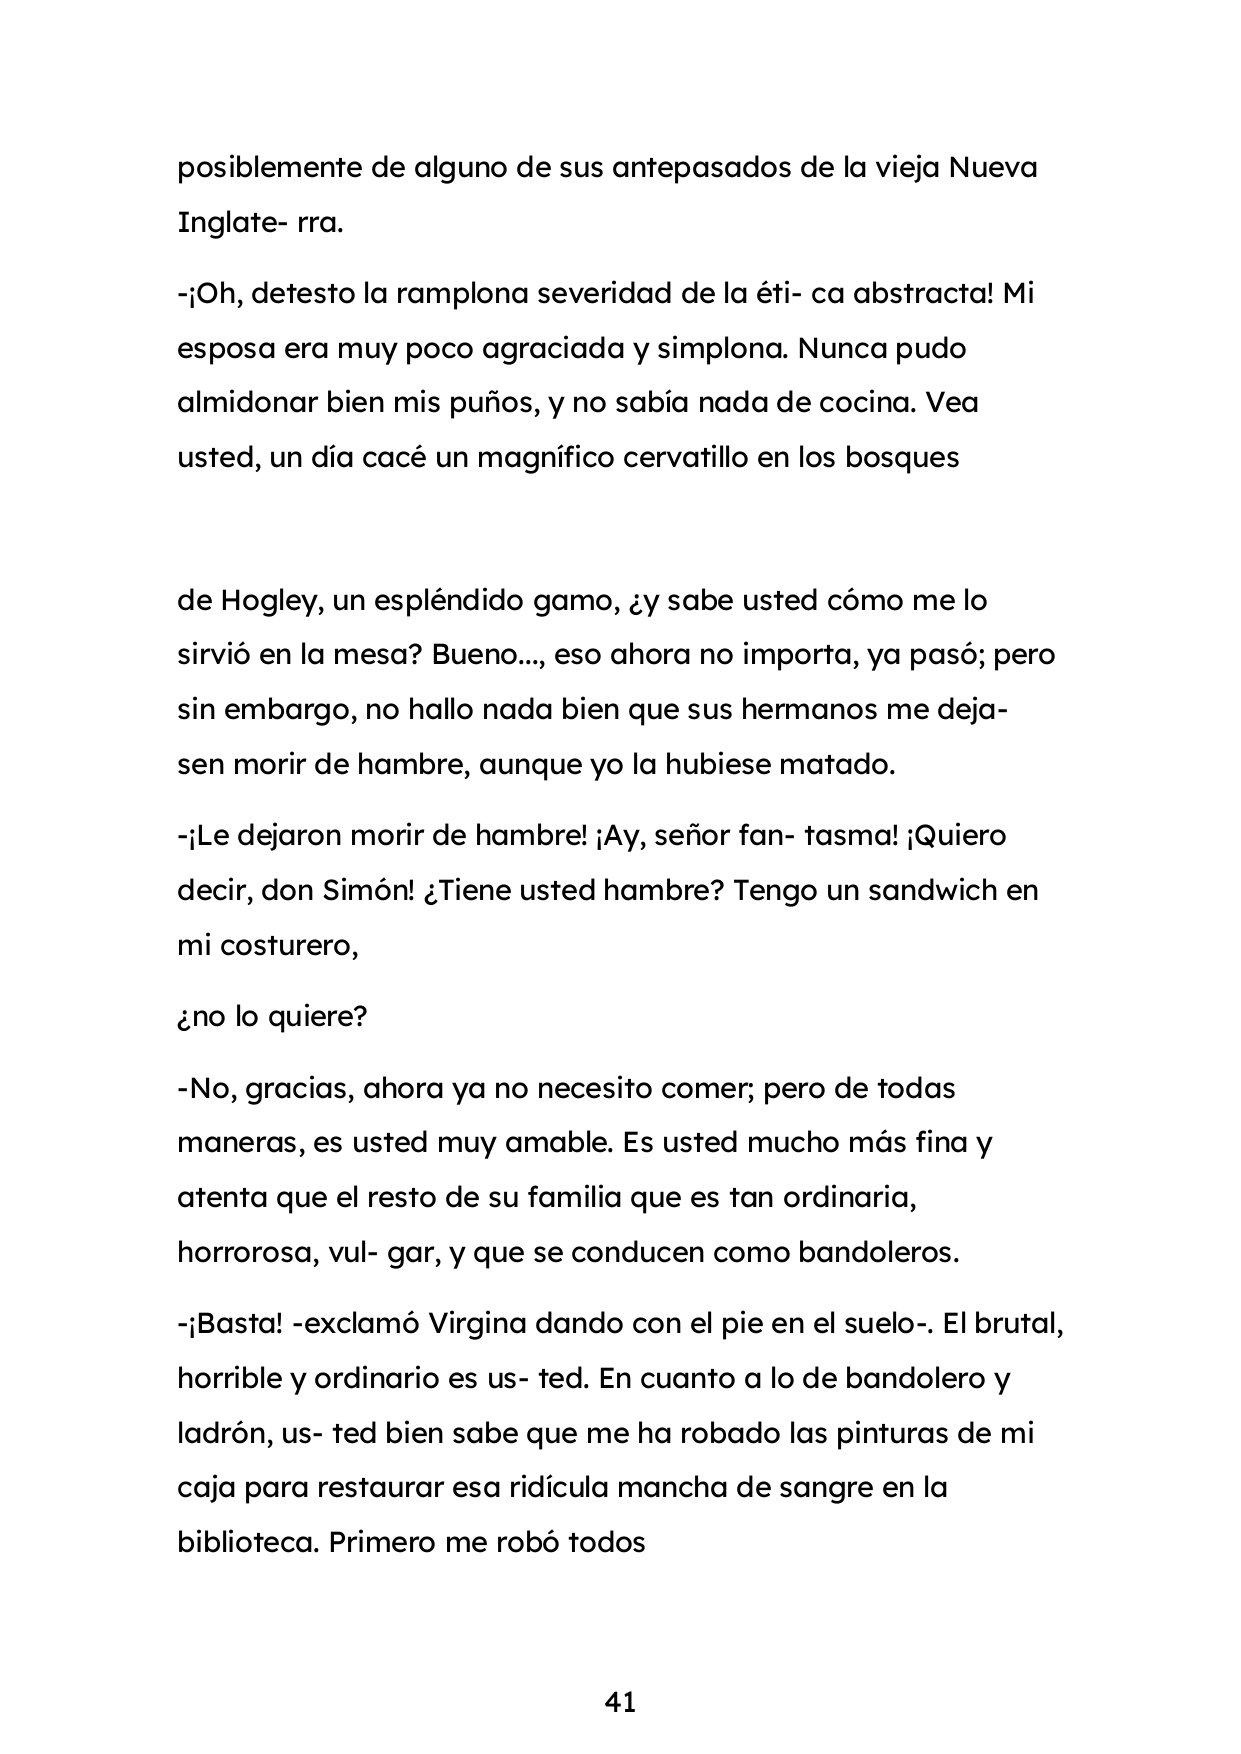 posiblemente de alguno de sus antepasados de la vieja Nueva
Inglate- rra.
-¡Oh, detesto la ramplona severidad de la éti- ca abstracta! Mi
esposa era muy poco agraciada y simplona. Nunca pudo
almidonar bien mis puños, y no sabía nada de cocina. Vea
usted, un día cacé un magnífico cervatillo en los bosques
de Hogley, un espléndido gamo, ¿y sabe usted cómo me lo
sirvió en la mesa? Bueno..., eso ahora no importa, ya pasó; pero
sin embargo, no hallo nada bien que sus hermanos me deja-
sen morir de hambre, aunque yo la hubiese matado.
-¡Le dejaron morir de hambre! ¡Ay, señor fan- tasma! ¡Quiero
decir, don Simón! ¿Tiene usted hambre? Tengo un sandwich en
mi costurero,
¿no lo quiere?
-No, gracias, ahora ya no necesito comer; pero de todas
maneras, es usted muy amable. Es usted mucho más fina y
atenta que el resto de su familia que es tan ordinaria,
horrorosa, vul- gar, y que se conducen como bandoleros.
-¡Basta! -exclamó Virgina dando con el pie en el suelo-. El brutal,
horrible y ordinario es us- ted. En cuanto a lo de bandolero y
ladrón, us- ted bien sabe que me ha robado las pinturas de mi
caja para restaurar esa ridícula mancha de sangre en la
biblioteca. Primero me robó todos
41